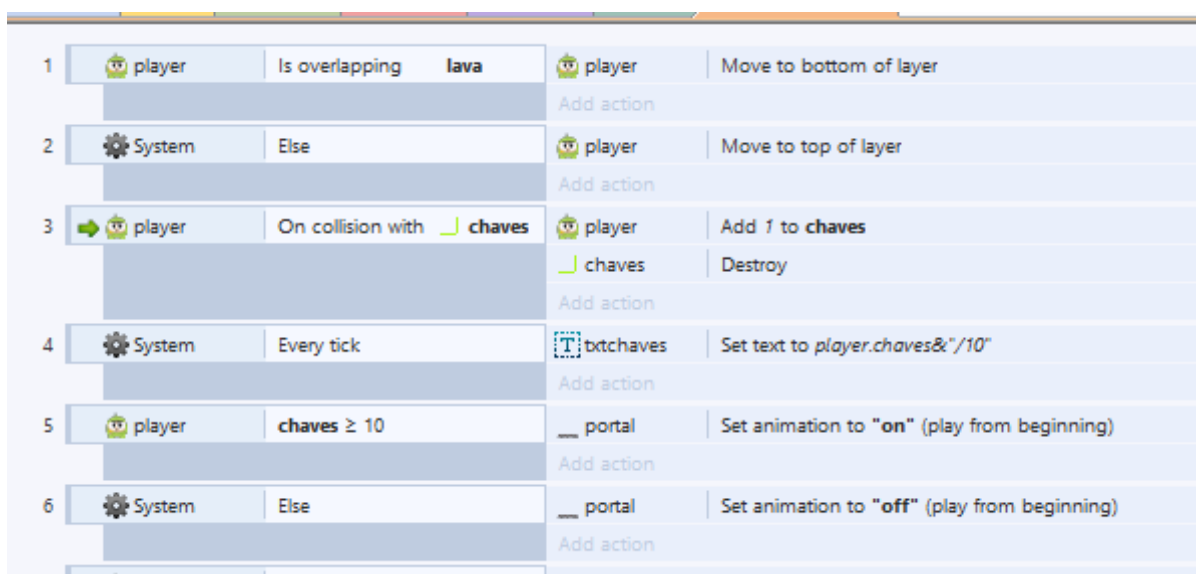 1 player Is overlapping lava player Move to bottom of layer
Add action
2 System Else player Move to top of layer
Add action
3 player On collision with chaves player Add 1 to chaves
chaves Destroy
Add action
4 System Every tick T txtchaves Set text to player.chaves&"/10"
Add action
5 player chaves ≥ 10 portal Set animation to "on" (play from beginning)
Add action
6 System Else portal Set animation to "off" (play from beginning)
Add action